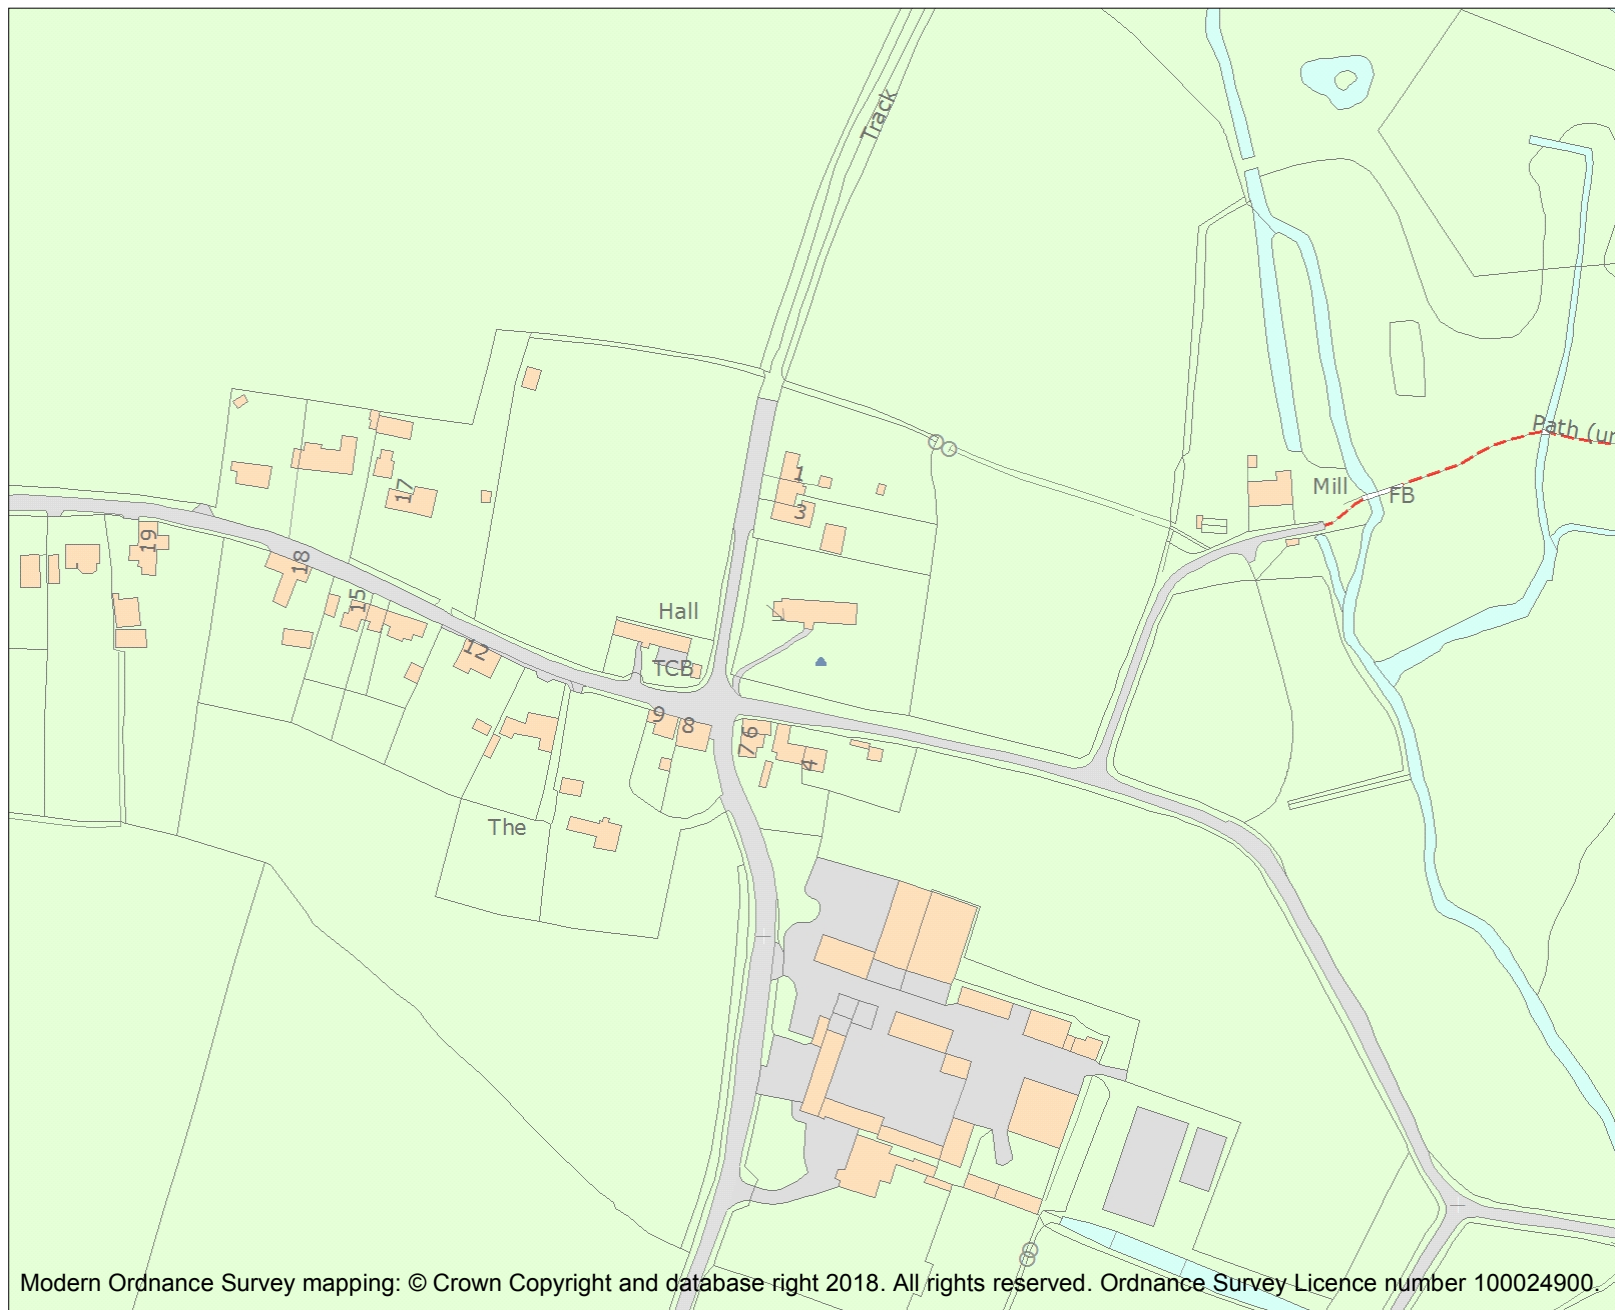 Track
Path (un
Mill
FB
1
3
17
19
18
15
12
Hall
TCB
9
8
6
7
4
The
Modern Ordnance Survey mapping: © Crown Copyright and database right 2018. All rights reserved. Ordnance Survey Licence number 100024900.